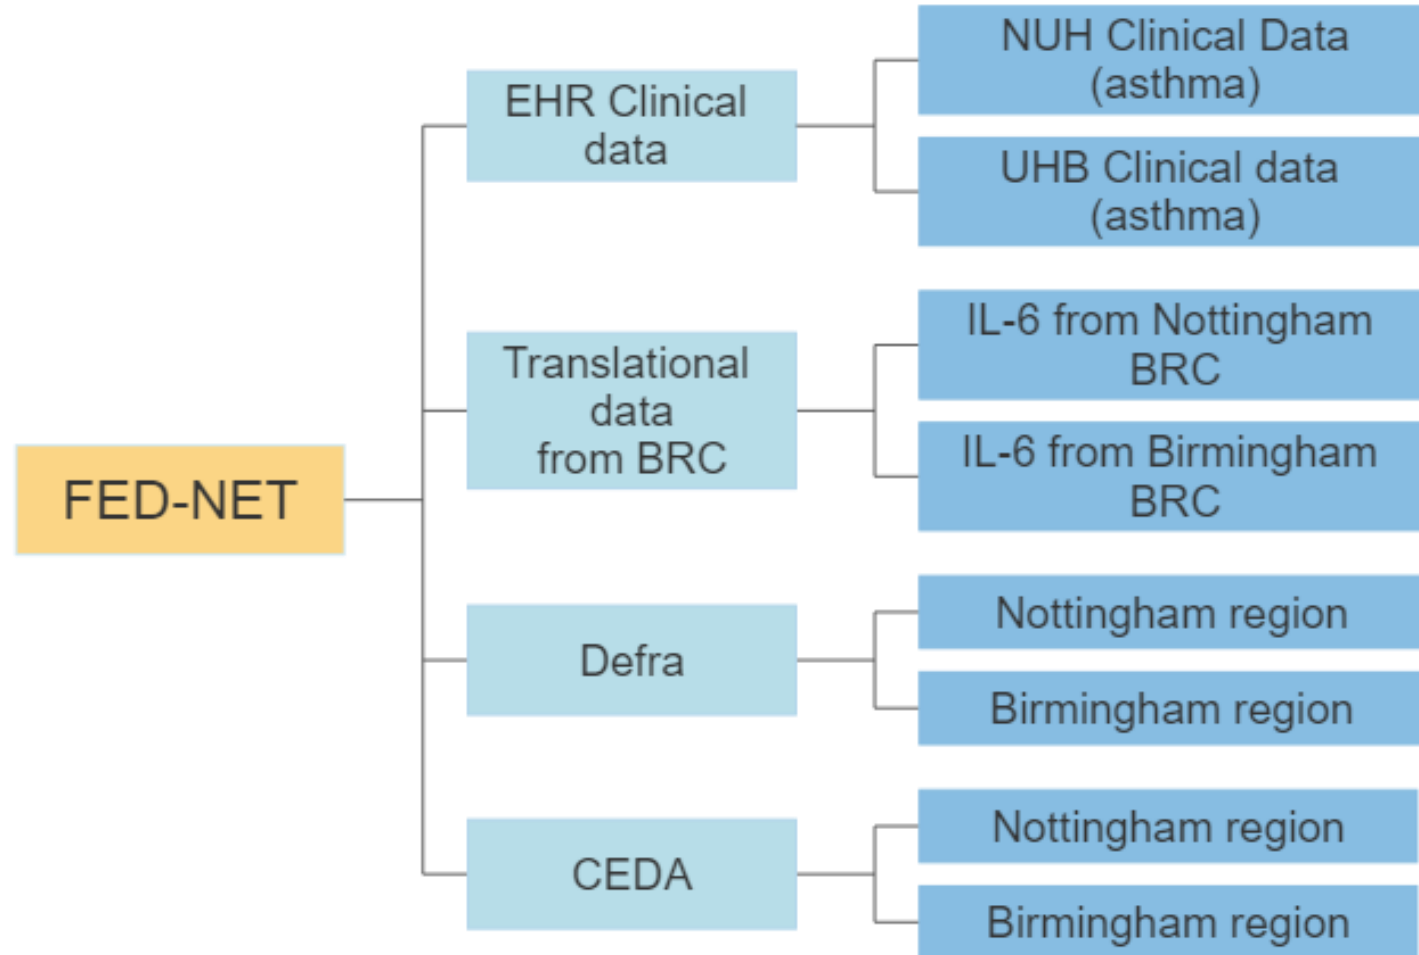 FED-NET
EHR Clinical
data
NUH Clinical Data
(asthma)
UHB Clinical data
(asthma)
Translational
data
from BRC
IL-6 from Nottingham
BRC
IL-6 from Birmingham
BRC
Defra
Nottingham region
Birmingham region
CEDA
Nottingham region
Birmingham region